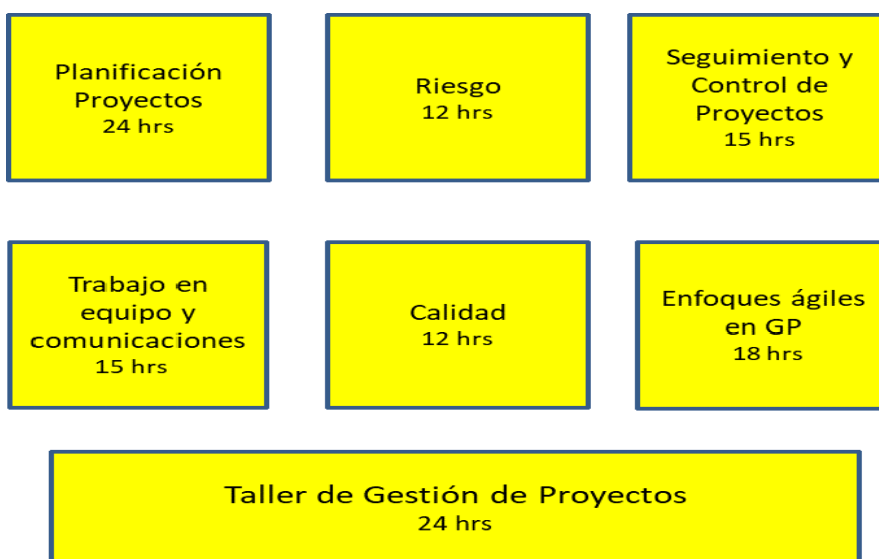 Planificación
Proyectos
24 hrs
Riesgo
12 hrs
Seguimiento y
Control de
Proyectos
15 hrs
Trabajo en
equipo y
comunicaciones
15 hrs
Calidad
12 hrs
Enfoques ágiles
en GP
18 hrs
Taller de Gestión de Proyectos
24 hrs